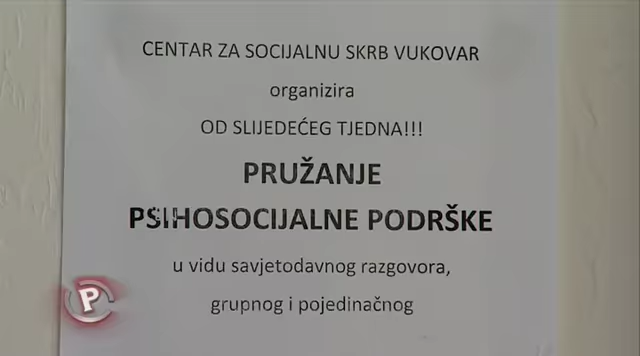 CENTAR ZA SOCIJALNU SKRB VUKOVAR
organizira
OD SLIJEDEĆEG TJEDNA!!!
PRUŽANJE
PSIHOSOCIJALNE PODRŠKE
u vidu savjetodavnog razgovora,
grupnog i pojedinačnog
P